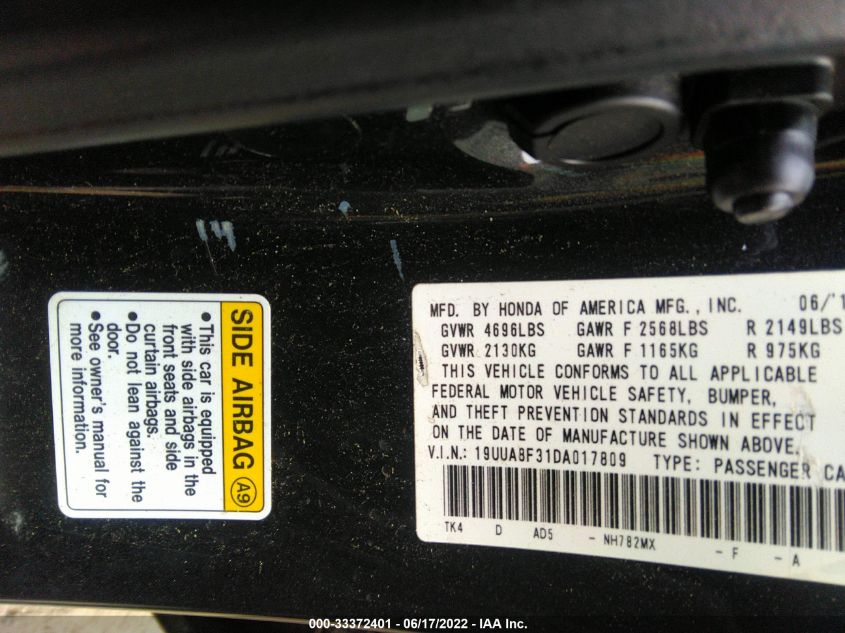 SIDE AIRBAG A9
•This car is equipped
with side airbags in the
front seats and side
curtain airbags.
•Do not lean against the
door.
•See owner's manual for
more information.
MFD. BY HONDA OF AMERICA MFG., INC. 06/'1
GVWR 4696LBS GAWR F 2568LBS R 2149LBS
GVWR 2130KG GAWR F 1165KG R 975KG
THIS VEHICLE CONFORMS TO ALL APPLICABLE
FEDERAL MOTOR VEHICLE SAFETY, BUMPER,
AND THEFT PREVENTION STANDARDS IN EFFECT
ON THE DATE OF MANUFACTURE SHOWN ABOVE.
V.I.N.: 19UUA8F31DA017809 TYPE: PASSENGER CA
TK4 D AD5 - NH782MX - F - A
000-33372401 - 06/17/2022 - IAA Inc.